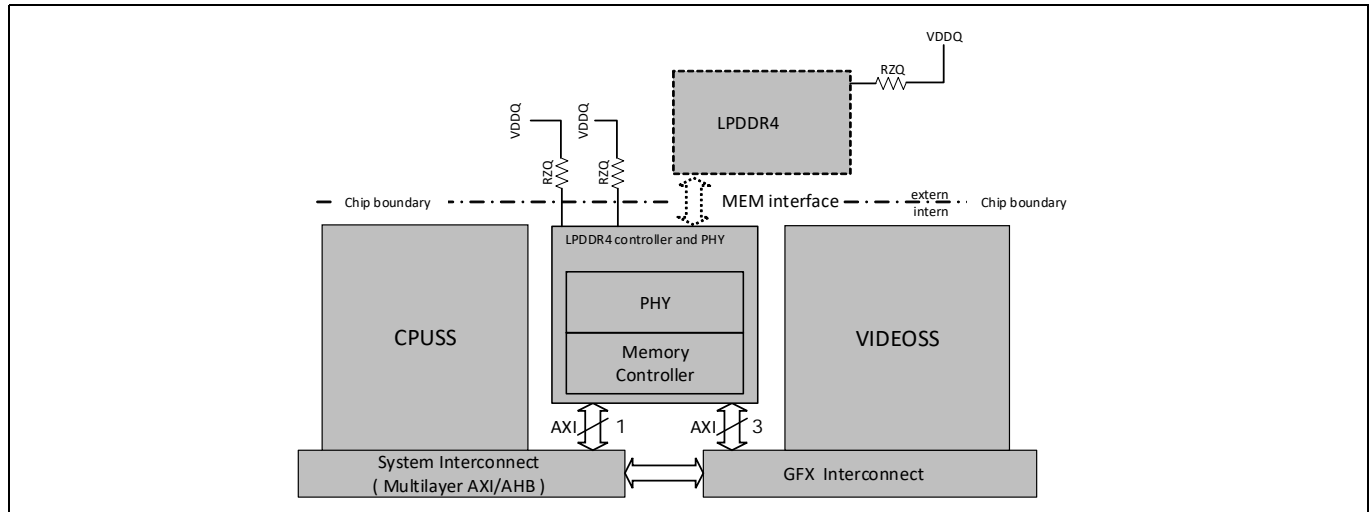 VDDQ
RZQ
LPDDR4
VDDQ
VDDQ
RZQ
RZQ
Chip boundary
MEM interface
extern
intern
Chip boundary
LPDDR4 controller and PHY
PHY
CPUSS
VIDEOSS
Memory
Controller
AXI 1
AXI 3
System Interconnect
( Multilayer AXI/AHB )
GFX Interconnect